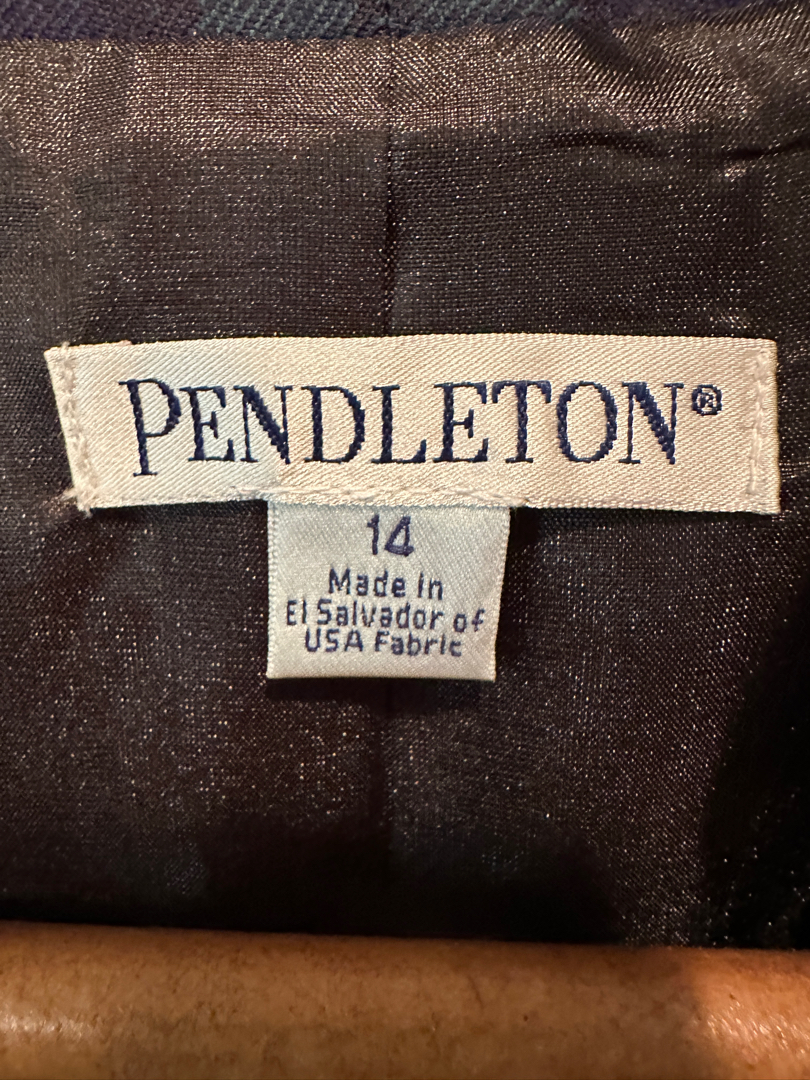 PENDLETON®
14
Made in
El Salvador of
USA Fabric